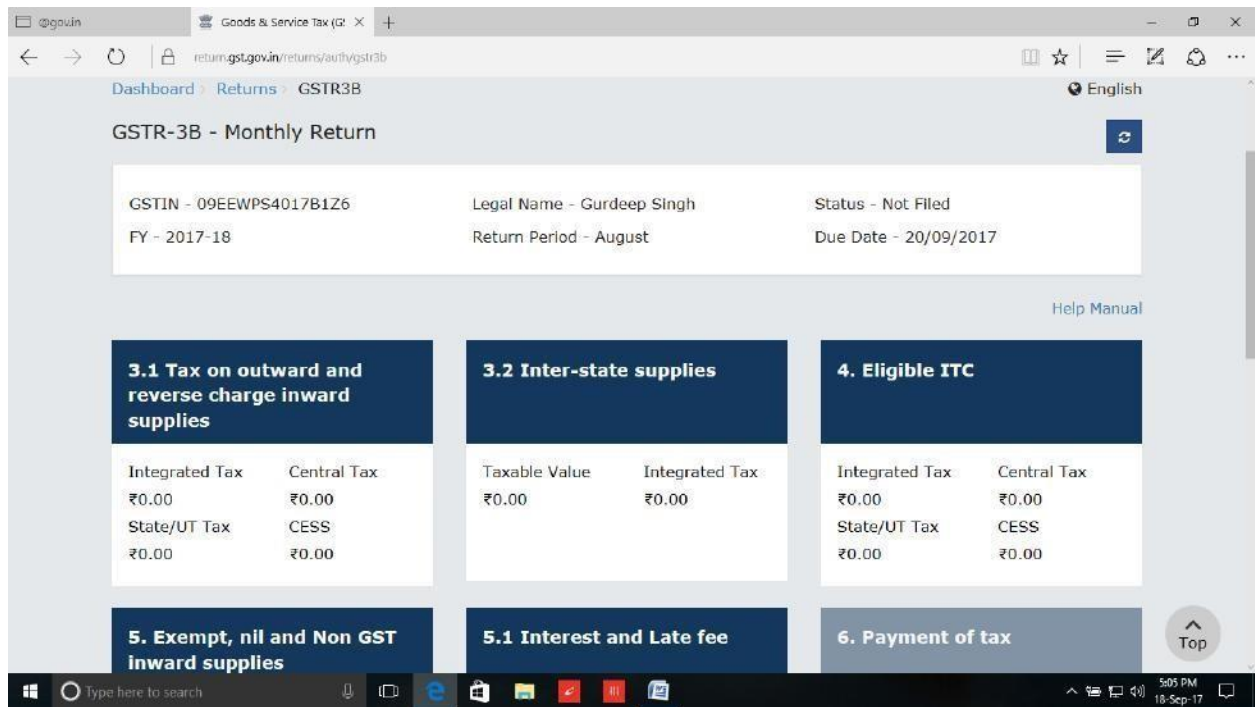 @gov.in
Goods & Service Tax (GS
return.gst.gov.in/returns/auth/gstr3b
Dashboard Returns GSTR3B
English
GSTR-3B - Monthly Return
GSTIN - 09EEWPS4017B1Z6
Legal Name - Gurdeep Singh
Status - Not Filed
FY - 2017-18
Return Period - August
Due Date - 20/09/2017
Help Manual
3.1 Tax on outward and
reverse charge inward
supplies
Integrated Tax Central Tax
₹0.00 ₹0.00
State/UT Tax CESS
₹0.00 ₹0.00
3.2 Inter-state supplies
Taxable Value Integrated Tax
₹0.00 ₹0.00
4. Eligible ITC
Integrated Tax Central Tax
₹0.00 ₹0.00
State/UT Tax CESS
₹0.00 ₹0.00
5. Exempt, nil and Non GST
inward supplies
5.1 Interest and Late fee
6. Payment of tax
Top
Type here to search
5:05 PM
18-Sep-17